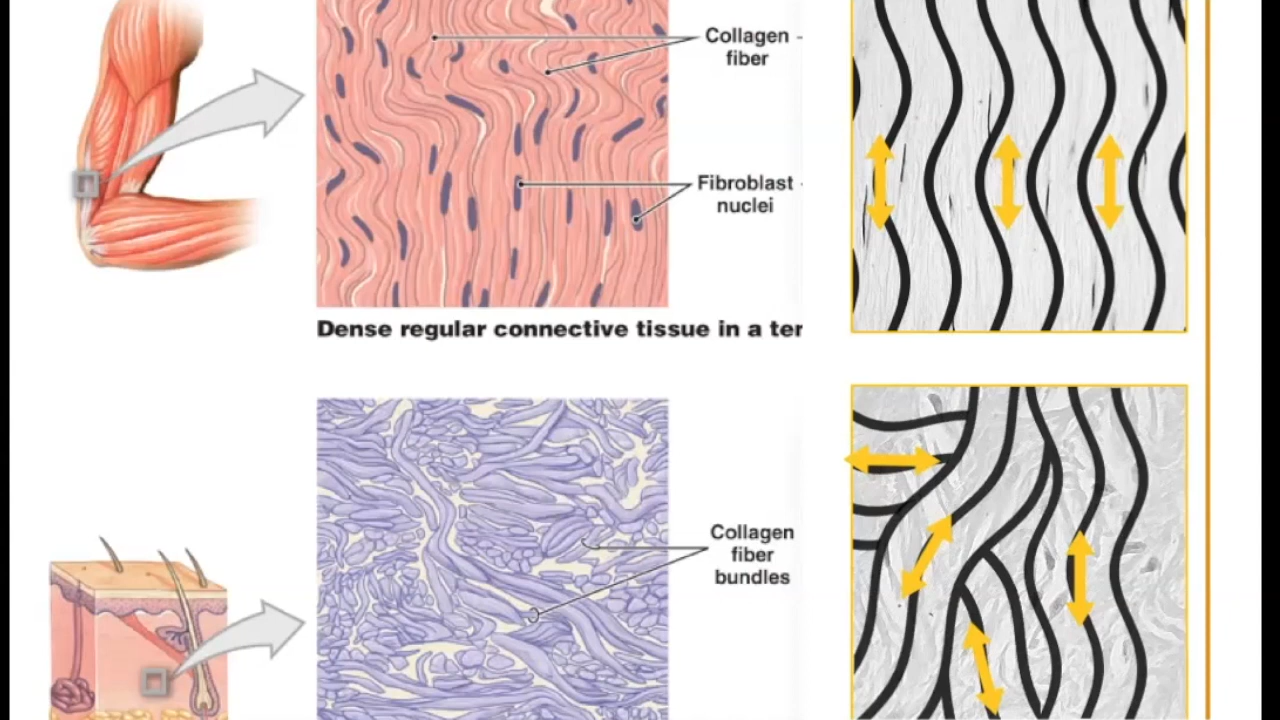 Collagen
fiber
Fibroblast
nuclei
Dense regular connective tissue in a ter
Collagen
fiber
bundles